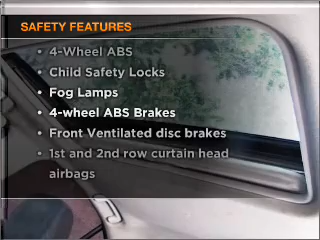 SAFETY FEATURES
• 4-Wheel ABS
• Child Safety Locks
• Fog Lamps
• 4-wheel ABS Brakes
• Front Ventilated disc brakes
• 1st and 2nd row curtain head
airbags